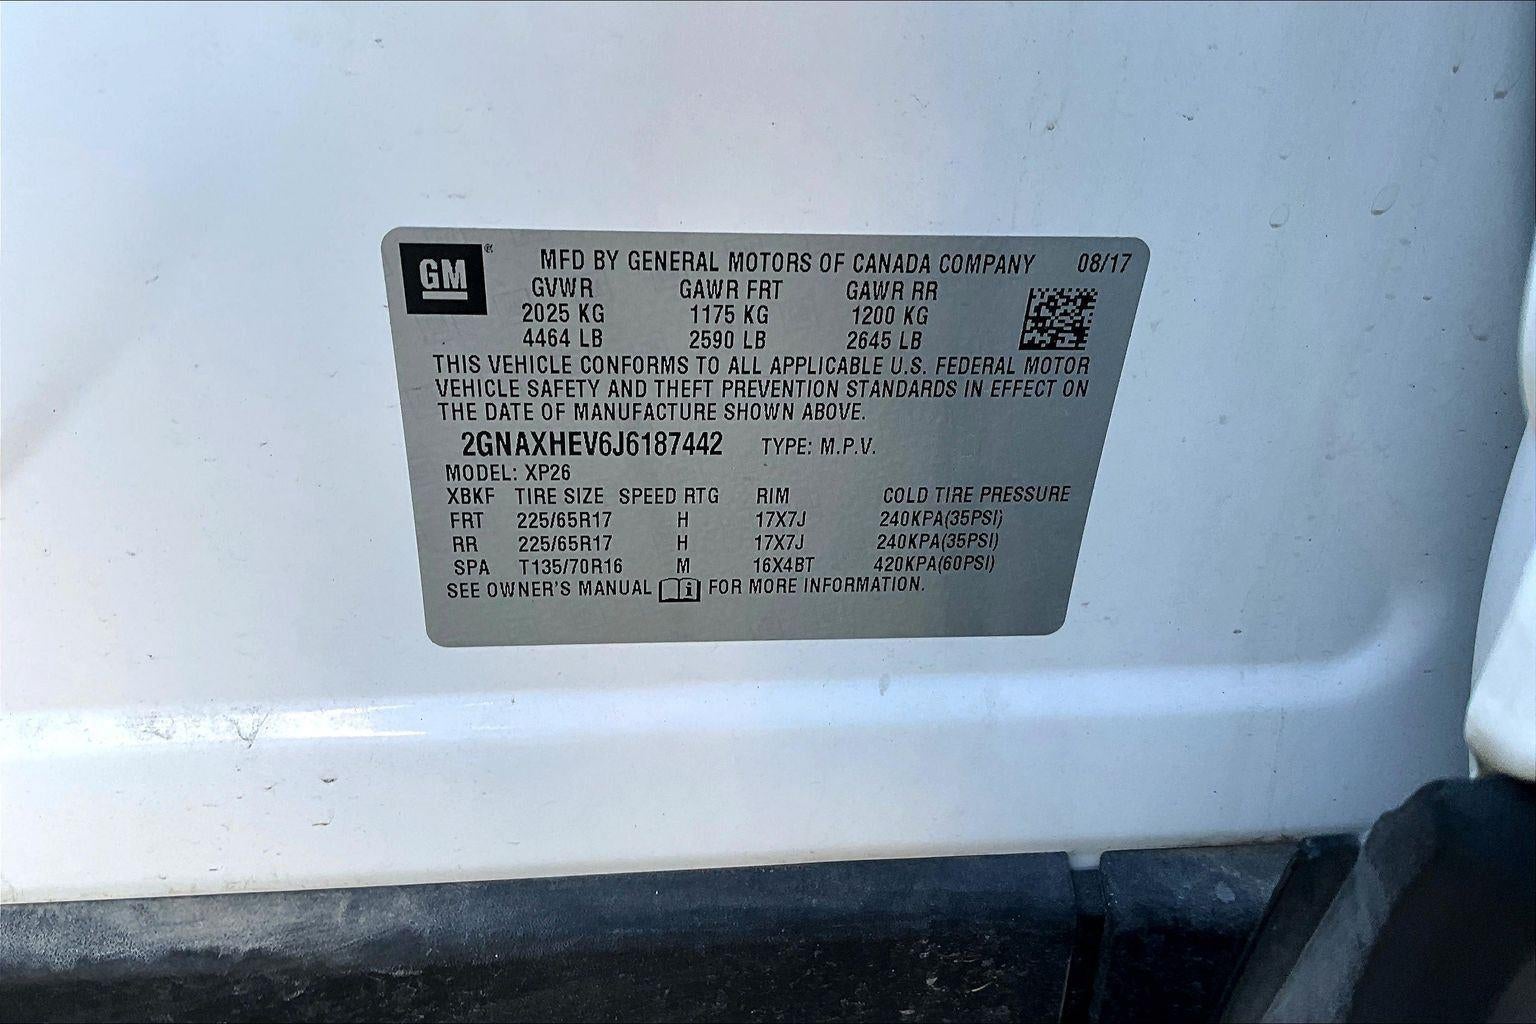 GM ®
MFD BY GENERAL MOTORS OF CANADA COMPANY 08/17
GVWR GAWR FRT GAWR RR
2025 KG 1175 KG 1200 KG
4464 LB 2590 LB 2645 LB
THIS VEHICLE CONFORMS TO ALL APPLICABLE U.S. FEDERAL MOTOR
VEHICLE SAFETY AND THEFT PREVENTION STANDARDS IN EFFECT ON
THE DATE OF MANUFACTURE SHOWN ABOVE.
2GNAXHEV6J6187442 TYPE: M.P.V.
MODEL: XP26
XBKF TIRE SIZE SPEED RTG RIM COLD TIRE PRESSURE
FRT 225/65R17 H 17X7J 240KPA(35PSI)
RR 225/65R17 H 17X7J 240KPA(35PSI)
SPA T135/70R16 M 16X4BT 420KPA(60PSI)
SEE OWNER'S MANUAL i FOR MORE INFORMATION.